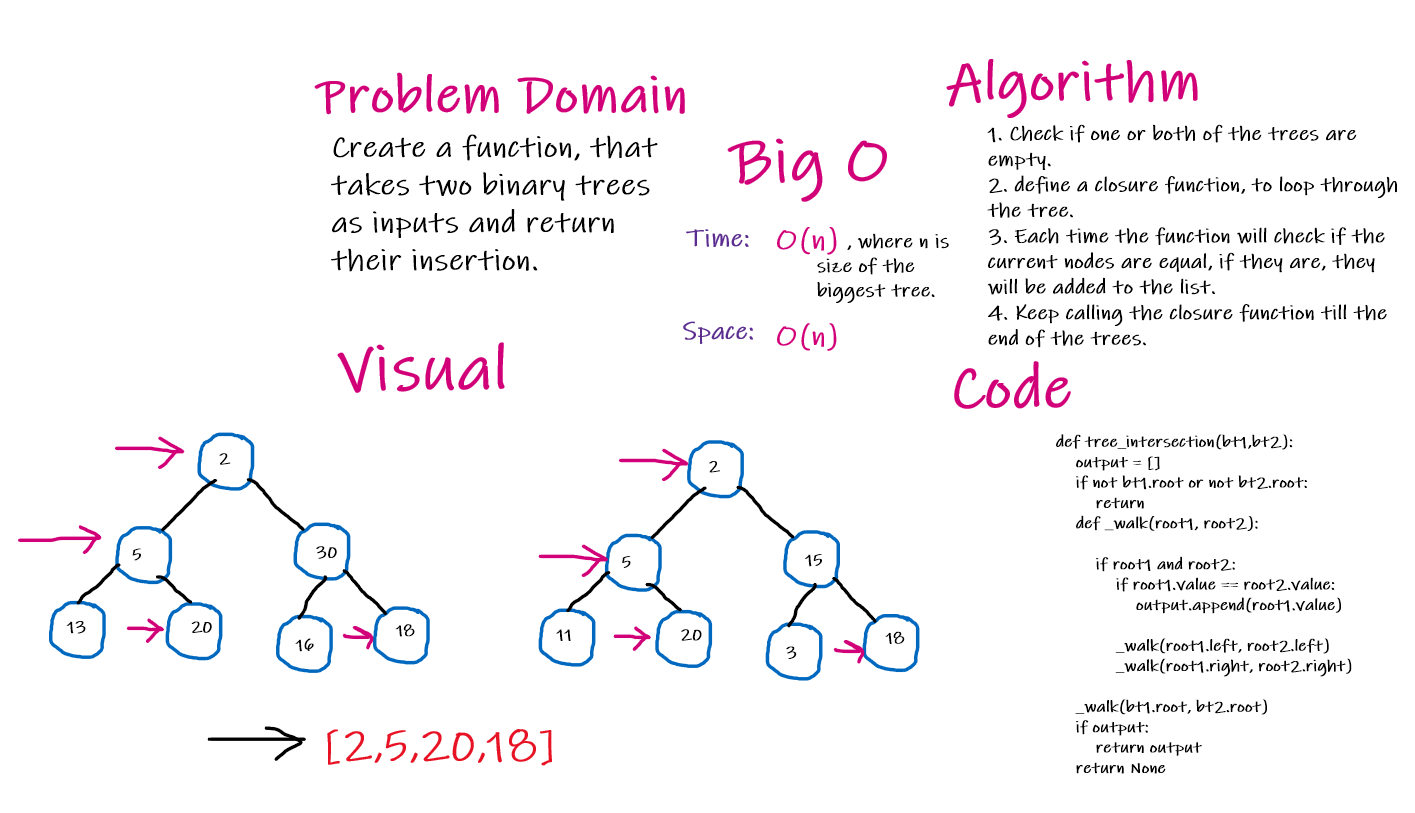 Problem Domain
Create a function, that
takes two binary trees
as inputs and return
their insertion.
Big O
Time: O(n) , where n is
size of the
biggest tree.
Space: O(n)
Algorithm
1. Check if one or both of the trees are
empty.
2. define a closure function, to loop through
the tree.
3. Each time the function will check if the
current nodes are equal, if they are, they
will be added to the list.
4. Keep calling the closure function till the
end of the trees.
Visual
2
5
30
13
20
16
18
2
5
15
11
20
3
18
[2,5,20,18]
Code
def tree_intersection(bt1,bt2):
output = []
if not bt1.root or not bt2.root:
return
def _walk(root1, root2):
if root1 and root2:
if root1.value == root2.value:
output.append(root1.value)
_walk(root1.left, root2.left)
_walk(root1.right, root2.right)
_walk(bt1.root, bt2.root)
if output:
return output
return None